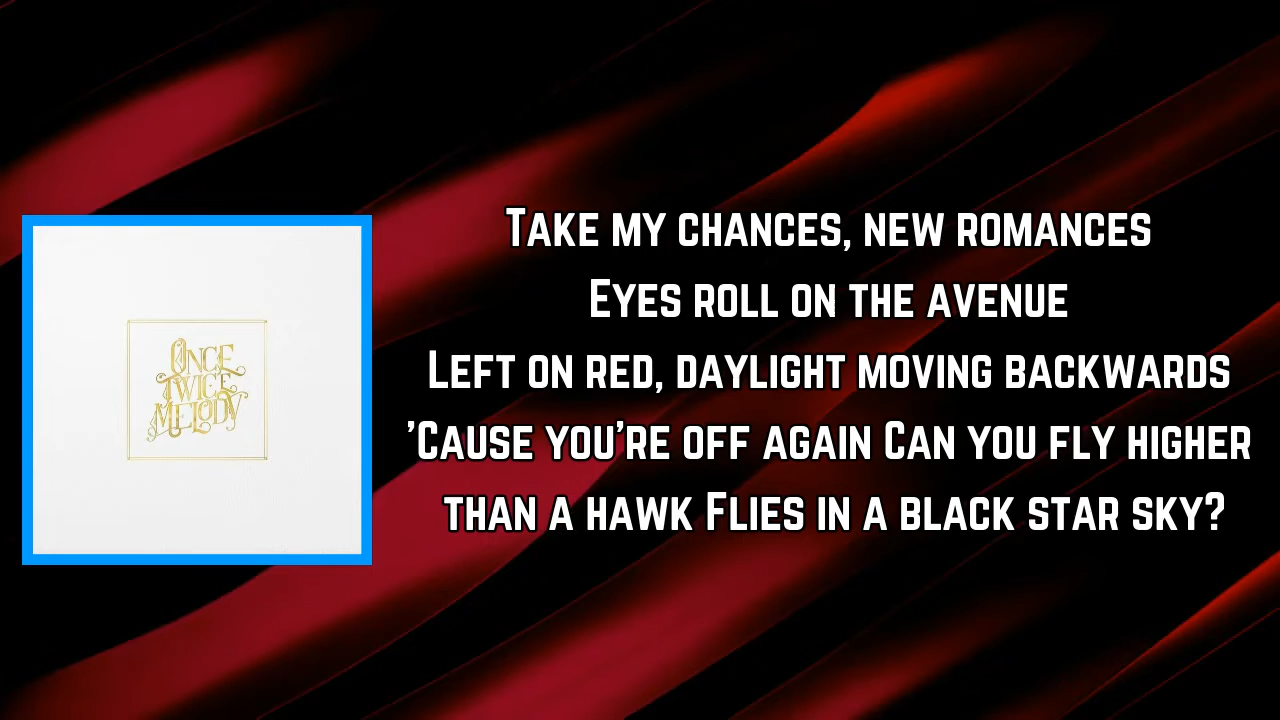 Once
Twice
Melody
Take my chances, new romances
Eyes roll on the avenue
Left on red, daylight moving backwards
'Cause you're off again Can you fly higher
than a hawk Flies in a black star sky?